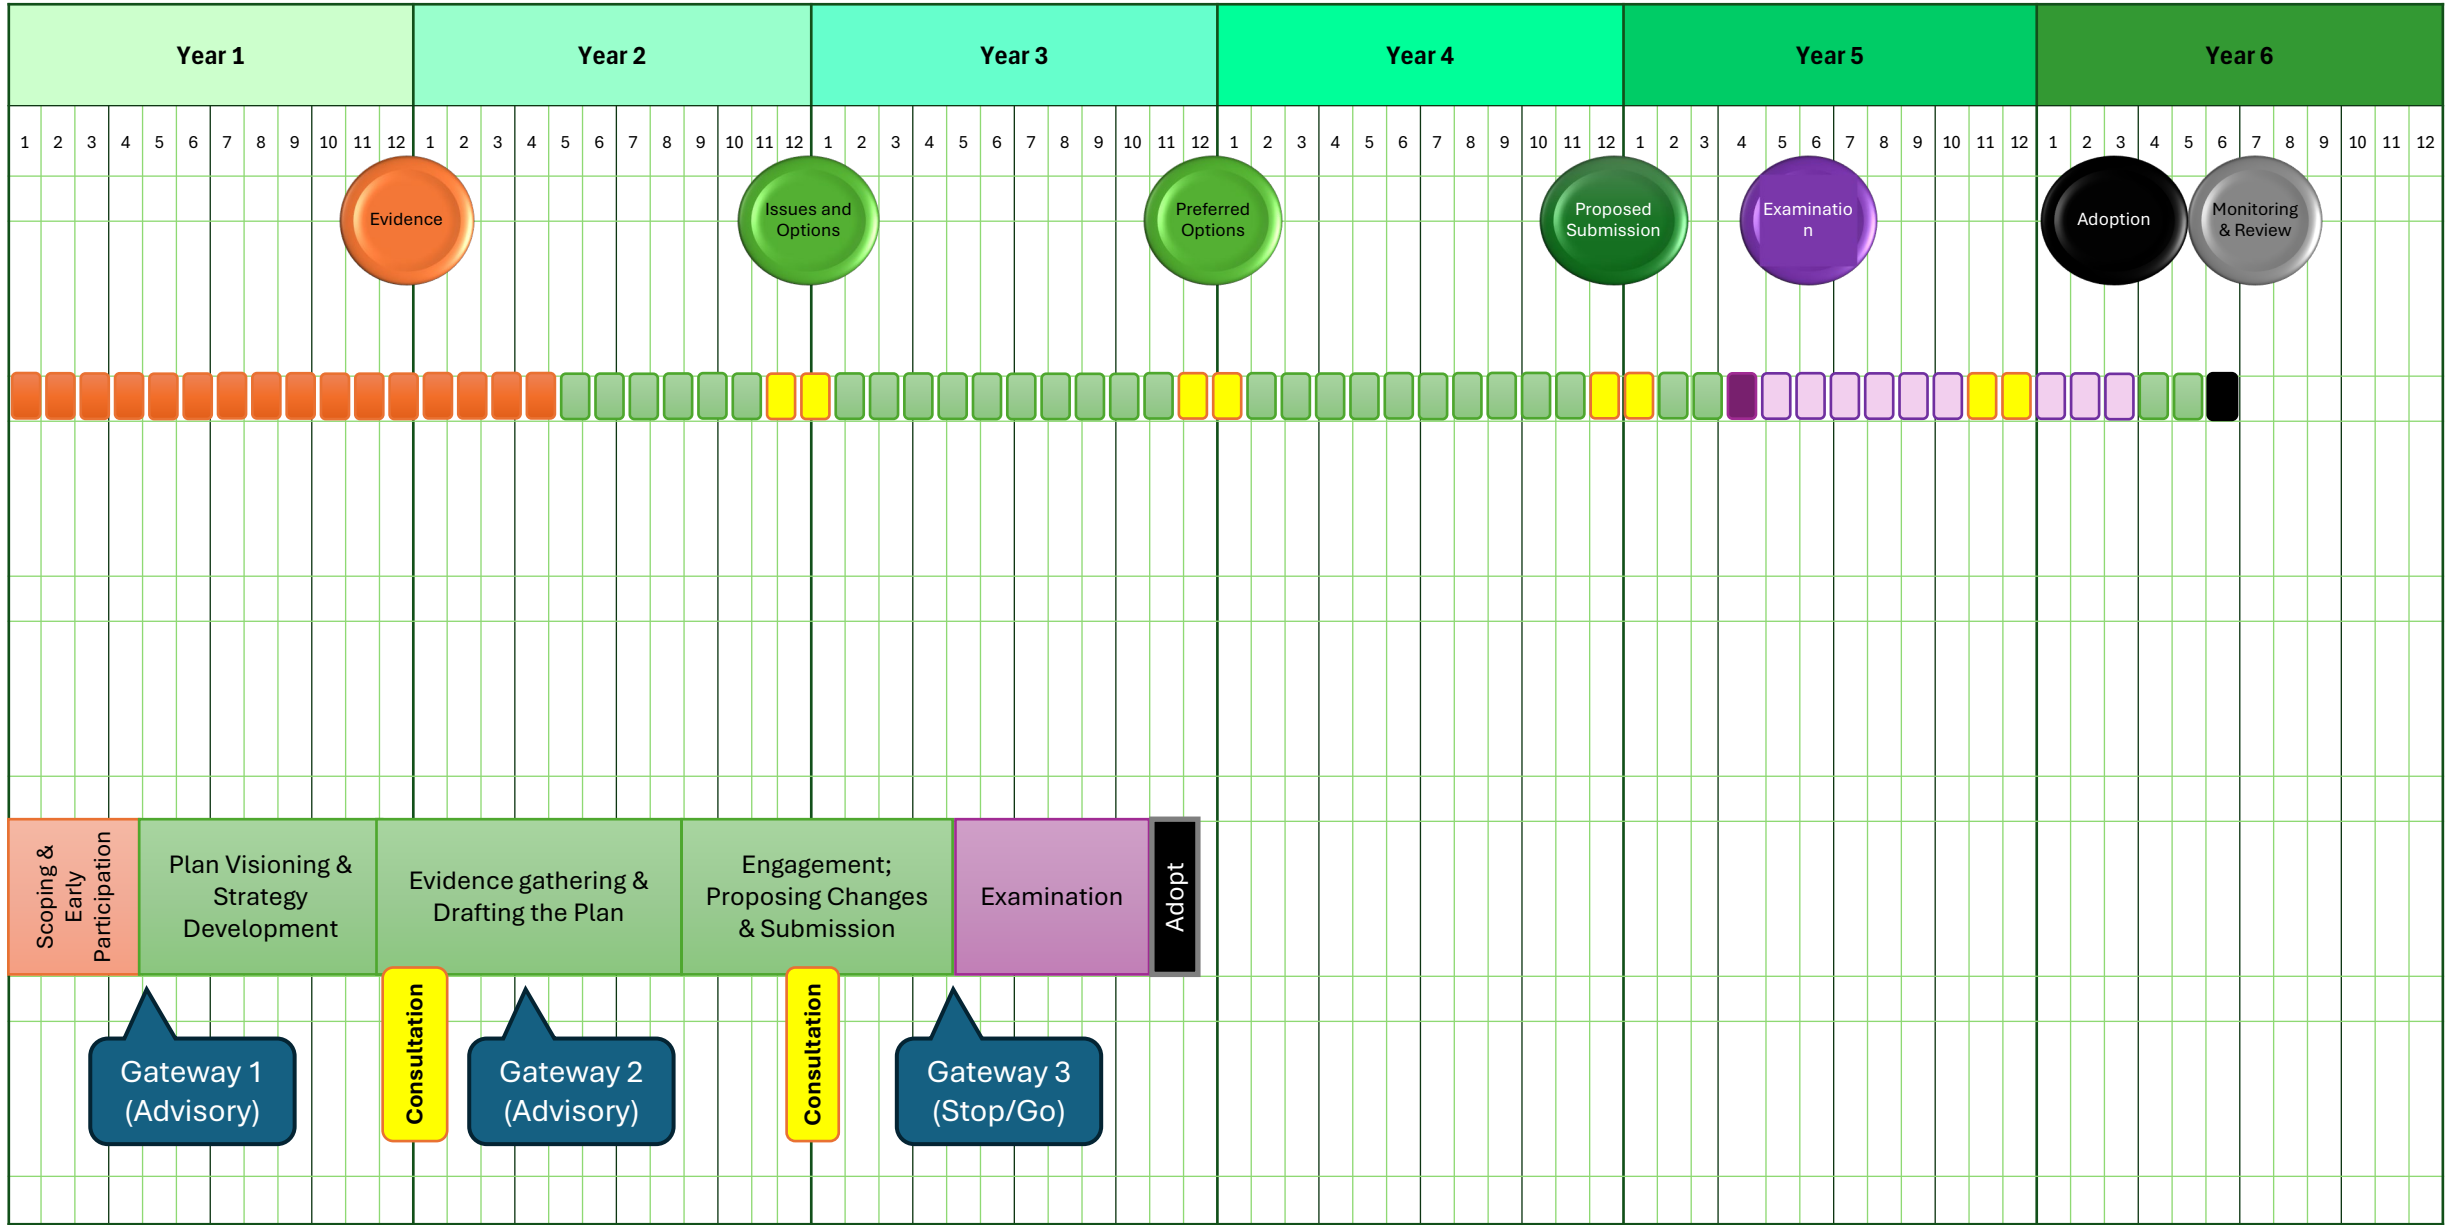 Year 1
Year 2
Year 3
Year 4
Year 5
Year 6
1 2 3 4 5 6 7 8 9 10 11 12 1 2 3 4 5 6 7 8 9 10 11 12 1 2 3 4 5 6 7 8 9 10 11 12 1 2 3 4 5 6 7 8 9 10 11 12 1 2 3 4 5 6 7 8 9 10 11 12 1 2 3 4 5 6 7 8 9 10 11 12
Evidence
Issues and
Options
Preferred
Options
Proposed
Submission
Examinatio
n
Adoption
Monitoring
& Review
Scoping &
Early
Participation
Plan Visioning &
Strategy
Development
Evidence gathering &
Drafting the Plan
Engagement;
Proposing Changes
& Submission
Examination
Adopt
Gateway 1
(Advisory)
Consultation
Gateway 2
(Advisory)
Consultation
Gateway 3
(Stop/Go)